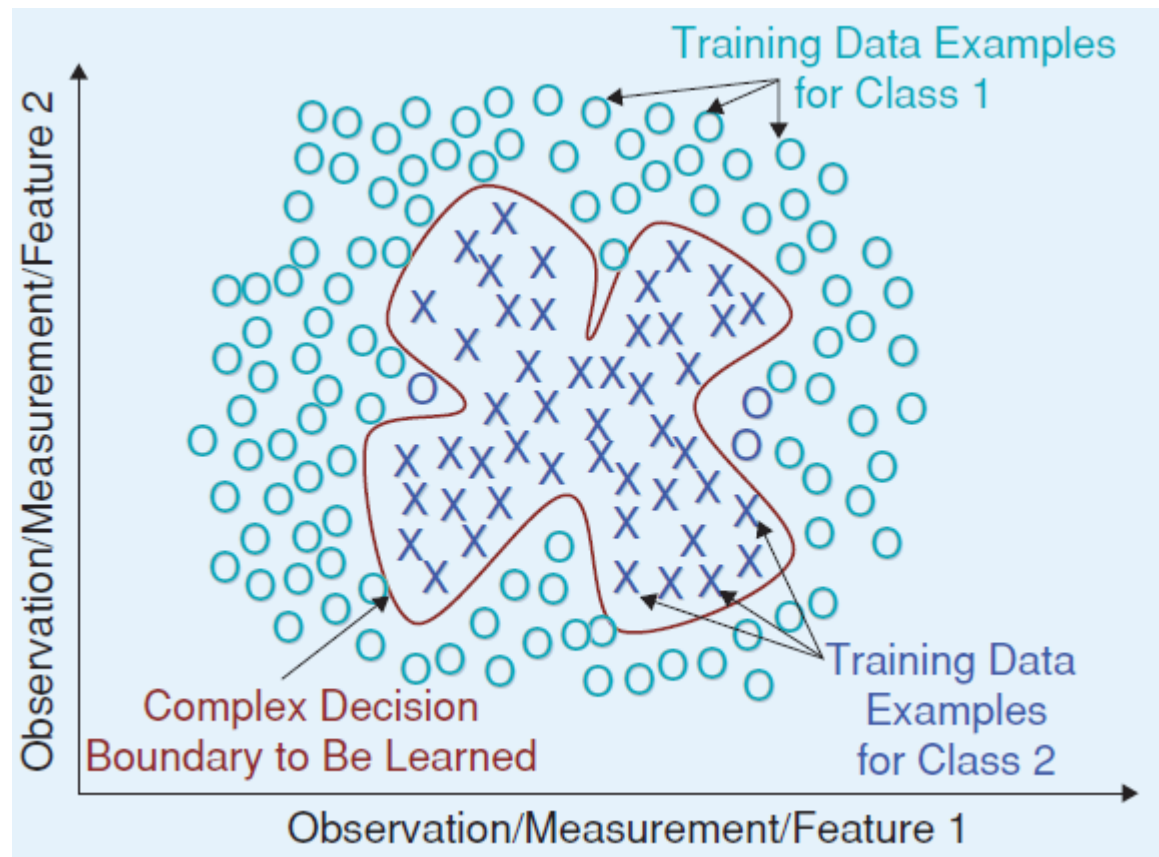 Training Data Examples
for Class 1
Observation/Measurement/Feature 2
Complex Decision
Boundary to Be Learned
Training Data
Examples
for Class 2
Observation/Measurement/Feature 1